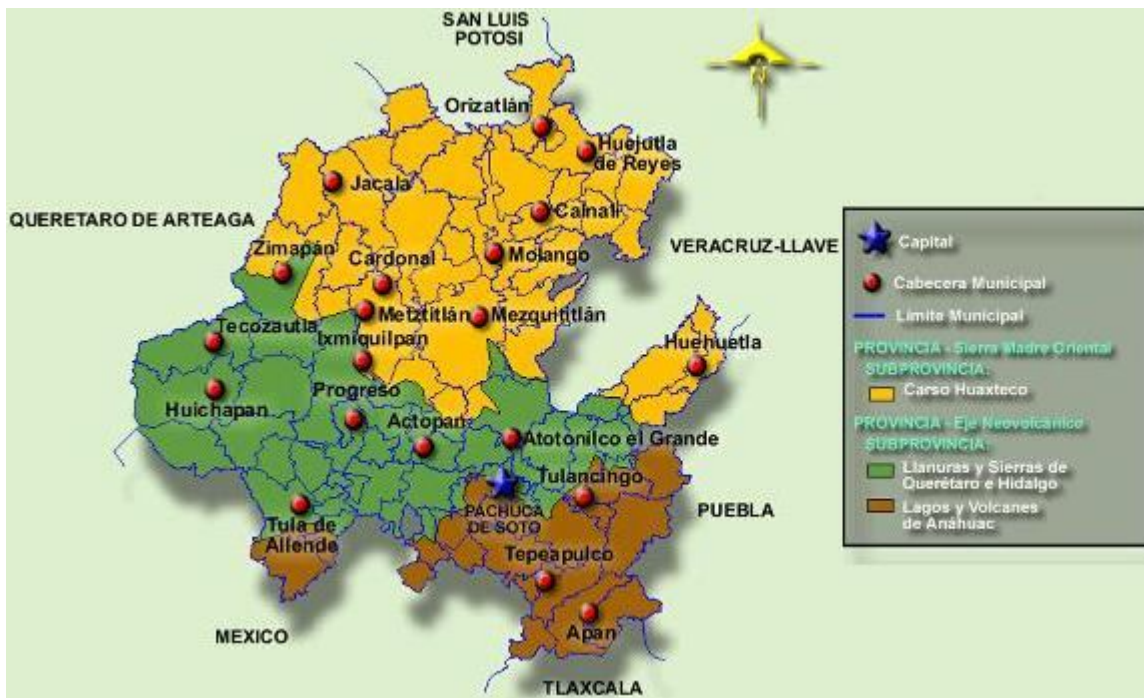 SAN LUIS
POTOSI
N
Orizatlán
Huejutla
de Reyes
Jacala
QUERETARO DE ARTEAGA
Calnali
Zimapán
Cardonal
Molango
VERACRUZ-LLAVE
Metztitlán
Mezquititlán
Tecozautla
Ixmiquilpan
Huehuetla
Progreso
Huichapan
Actopan
Atotonilco el Grande
Tulancingo
PACHUCA
DE SOTO
PUEBLA
Tula de
Allende
Tepeapulco
MEXICO
Apan
TLAXCALA
Capital
Cabecera Municipal
Límite Municipal
PROVINCIA - Sierra Madre Oriental
SUBPROVINCIA:
Carso Huaxteco
PROVINCIA - Eje Neovolcánico
SUBPROVINCIA:
Llanuras y Sierras de
Querétaro e Hidalgo
Lagos y Volcanes
de Anáhuac